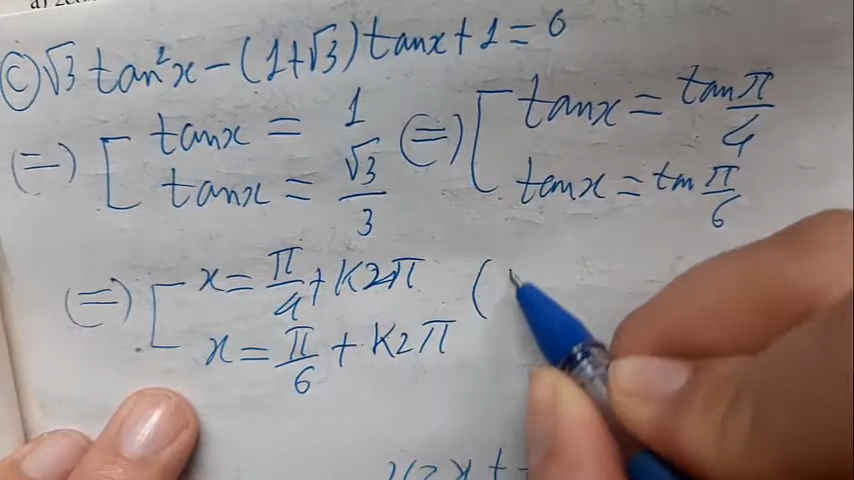 c) √3 tan²x - (1+√3)tanx + 1 = 0
(=) [ tanx = 1 (=) [ tanx = tan π/4
tanx = √3/3 tanx = tan π/6
(=) [ x = π/4 + k2π (
x = π/6 + k2π